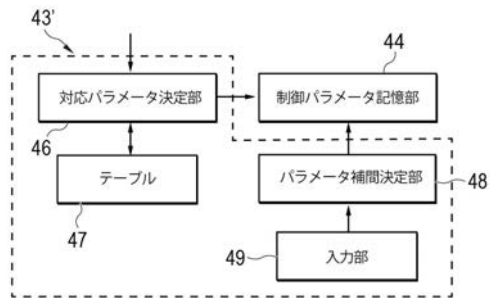 43'
44
対応パラメータ決定部
制御パラメータ記憶部
46
テーブル
パラメータ補間決定部
48
47
49
入力部